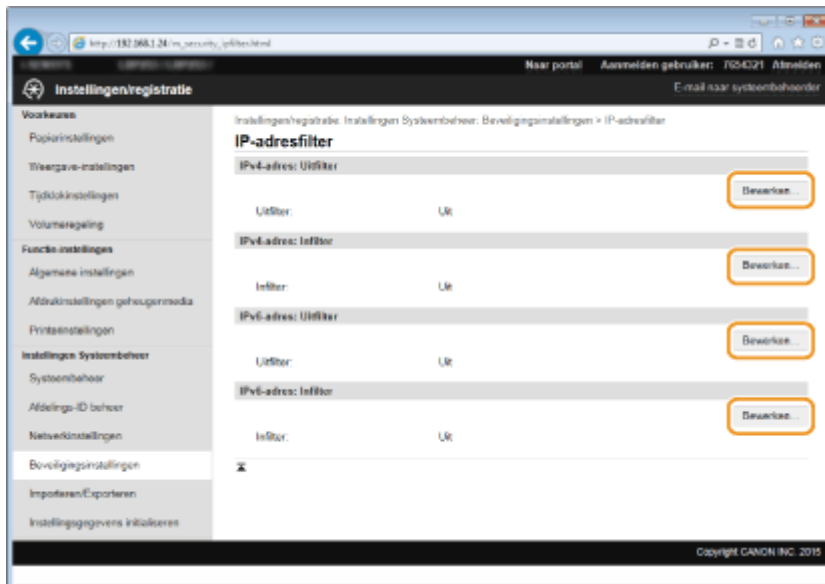 http://192.168.1.24/m_security_ipfilter.html
Naar portal Aanmelden gebruiker: 7654321 Afmelden
Instellingen/registratie
E-mail naar systeembeheerder
Voorkeuren
Papierinstellingen
Weergave-instellingen
Tijdklokinstellingen
Volumeregeling
Functie-instellingen
Algemene instellingen
Afdrukinstellingen geheugenmedia
Printerinstellingen
Instellingen Systeembeheer
Systeembeheer
Afdelings-ID beheer
Netwerkinstellingen
Beveiligingsinstellingen
Importeren/Exporteren
Instellingsgegevens initialiseren
Instellingen/registratie: Instellingen Systeembeheer: Beveiligingsinstellingen > IP-adresfilter
IP-adresfilter
IPv4-adres: Uitfilter
Bewerken...
Uitfilter: Uit
IPv4-adres: Infilter
Bewerken...
Infilter: Uit
IPv6-adres: Uitfilter
Bewerken...
Uitfilter: Uit
IPv6-adres: Infilter
Bewerken...
Infilter: Uit
Copyright CANON INC. 2015